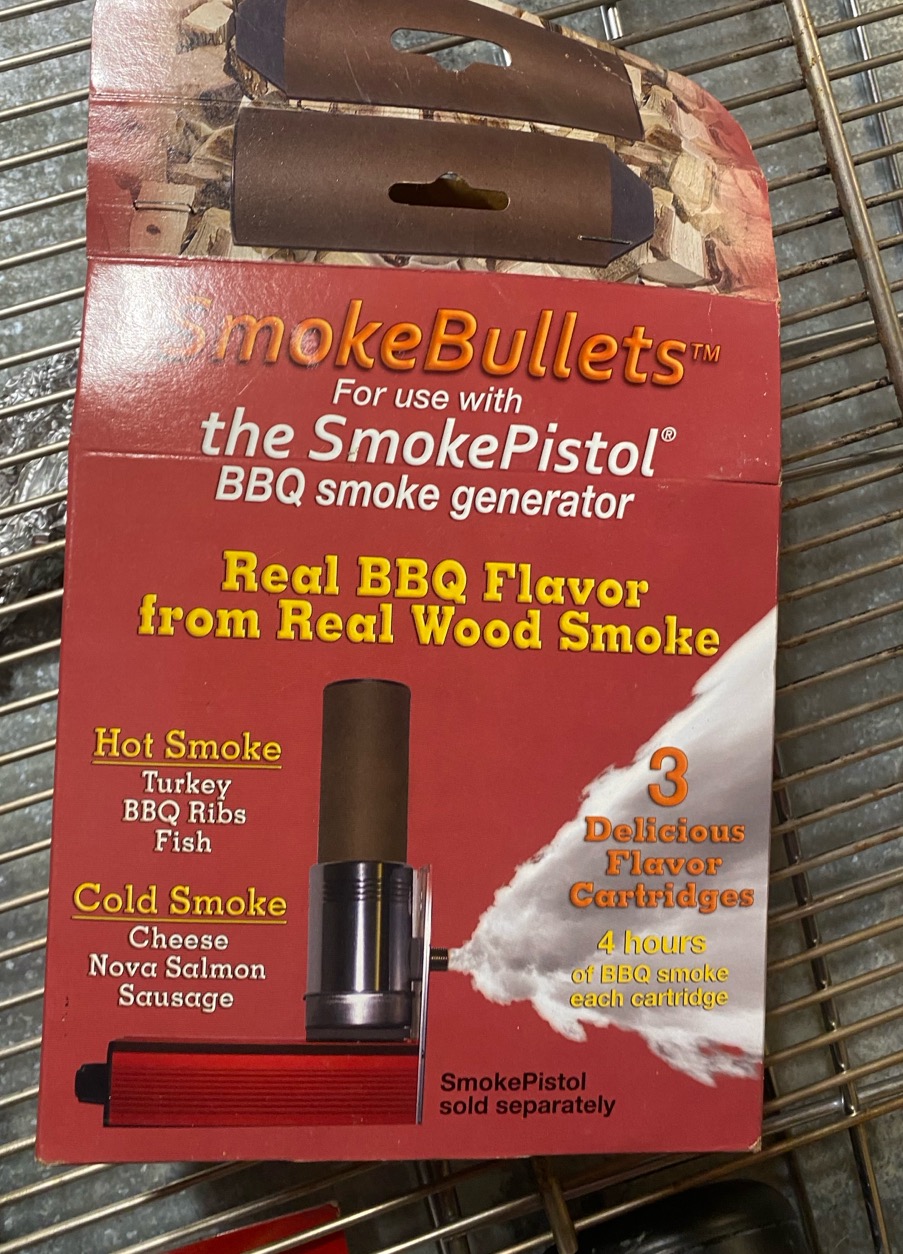 SmokeBullets™
For use with
the SmokePistol®
BBQ smoke generator
Real BBQ Flavor
from Real Wood Smoke
Hot Smoke
Turkey
BBQ Ribs
Fish
Cold Smoke
Cheese
Nova Salmon
Sausage
3
Delicious
Flavor
Cartridges
4 hours
of BBQ smoke
each cartridge
SmokePistol
sold separately